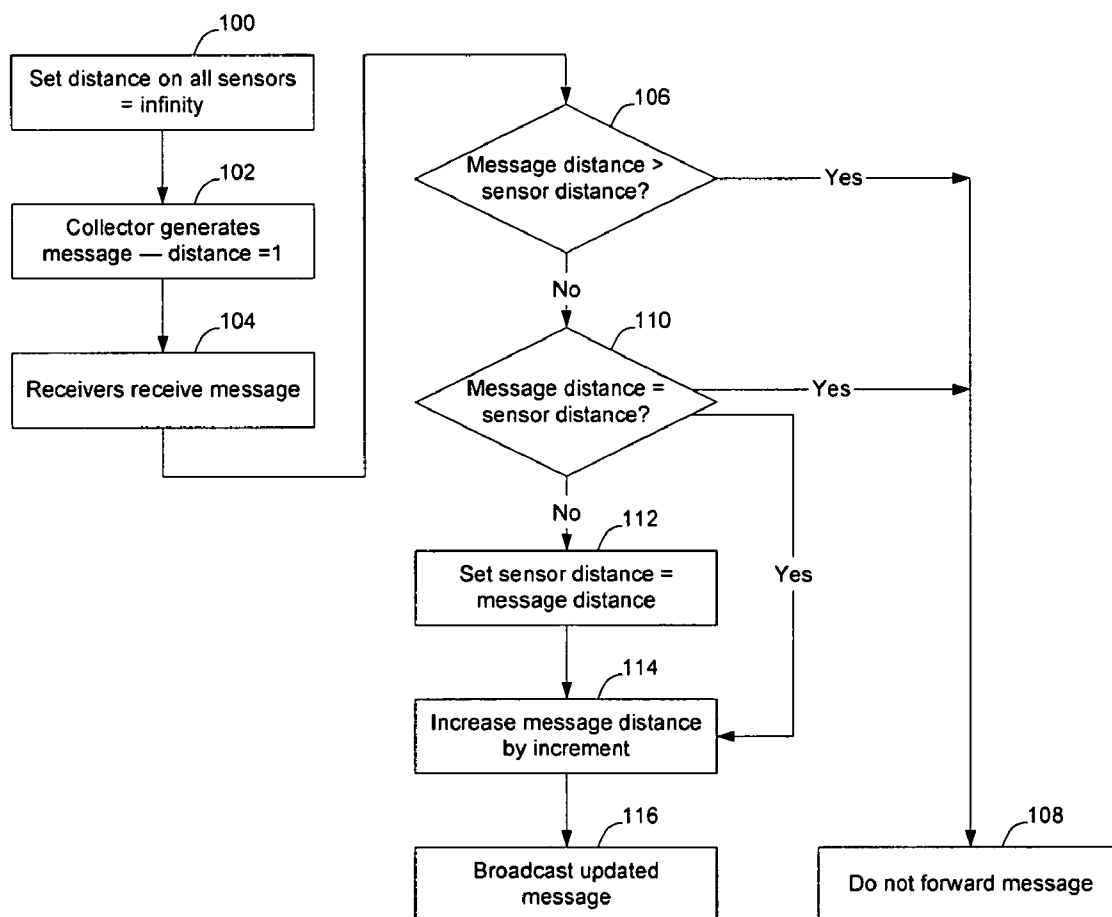 100
Set distance on all sensors
= infinity
102
Collector generates
message — distance =1
104
Receivers receive message
106
Message distance >
sensor distance?
Yes
No
110
Message distance =
sensor distance?
Yes
Yes
No
112
Set sensor distance =
message distance
114
Increase message distance
by increment
116
Broadcast updated
message
108
Do not forward message